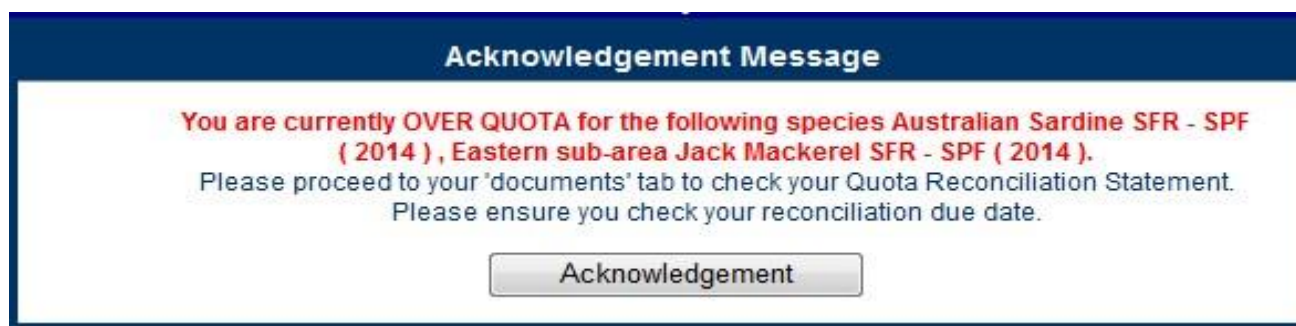 Acknowledgement Message
You are currently OVER QUOTA for the following species Australian Sardine SFR - SPF
( 2014 ) , Eastern sub-area Jack Mackerel SFR - SPF ( 2014 ).
Please proceed to your 'documents' tab to check your Quota Reconciliation Statement.
Please ensure you check your reconciliation due date.
Acknowledgement